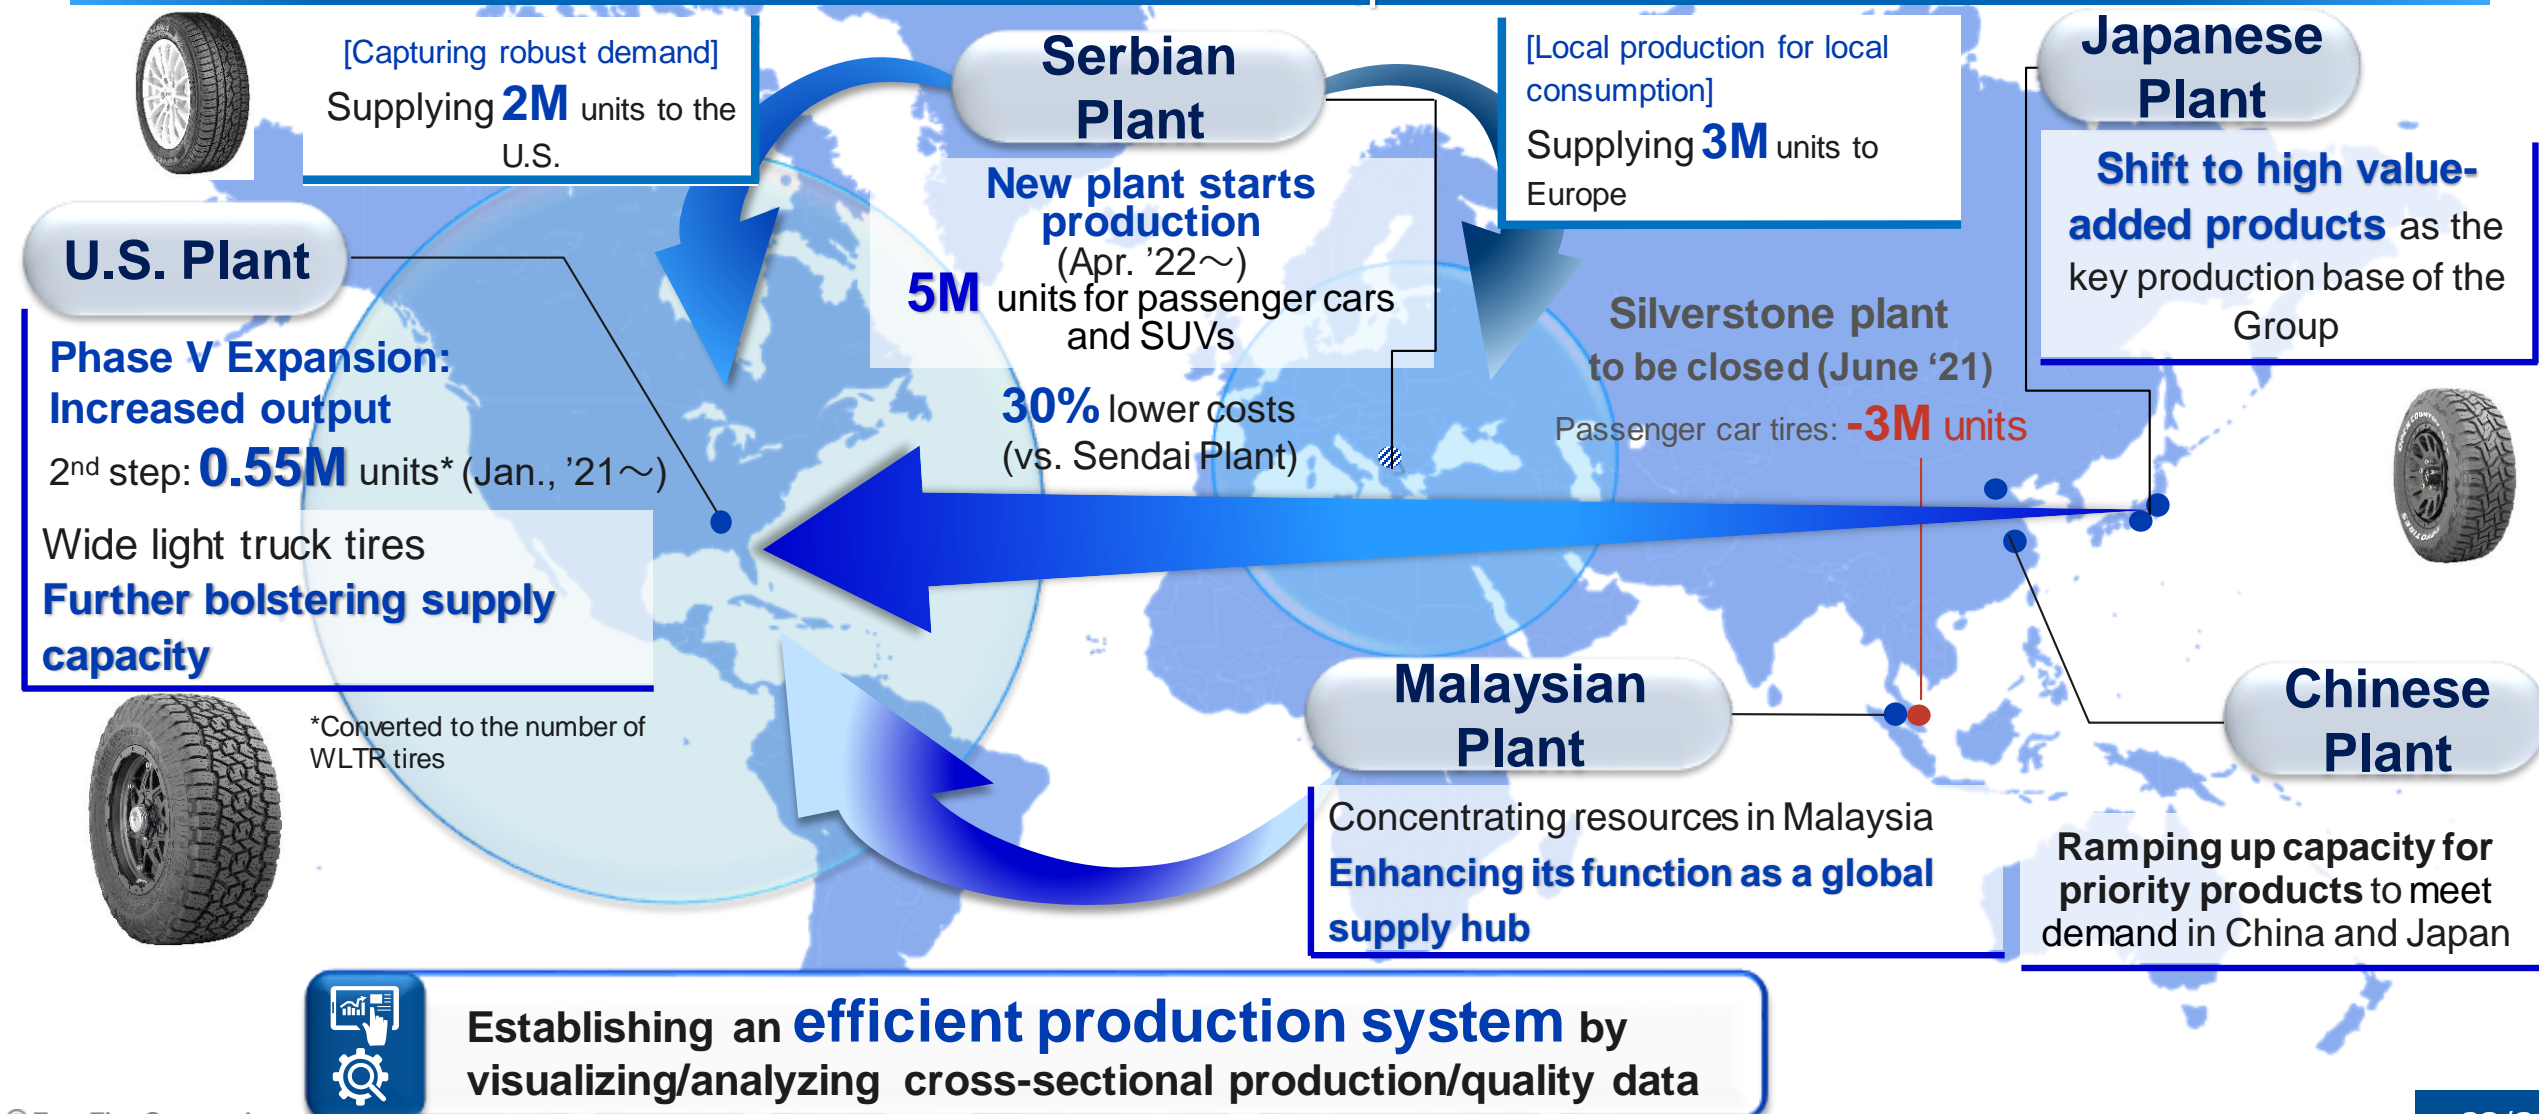 [Capturing robust demand]
Supplying 2M units to the
U.S.
Serbian
Plant
New plant starts
production
(Apr. ’22～)
5M units for passenger cars
and SUVs
30% lower costs
(vs. Sendai Plant)
[Local production for local
consumption]
Supplying 3M units to
Europe
Japanese
Plant
Shift to high value-
added products as the
key production base of the
Group
U.S. Plant
Phase V Expansion:
Increased output
2nd step: 0.55M units* (Jan., ’21～)
Wide light truck tires
Further bolstering supply
capacity
*Converted to the number of
WLTR tires
Silverstone plant
to be closed (June ‘21)
Passenger car tires: -3M units
Malaysian
Plant
Concentrating resources in Malaysia
Enhancing its function as a global
supply hub
Chinese
Plant
Ramping up capacity for
priority products to meet
demand in China and Japan
Establishing an efficient production system by
visualizing/analyzing cross-sectional production/quality data